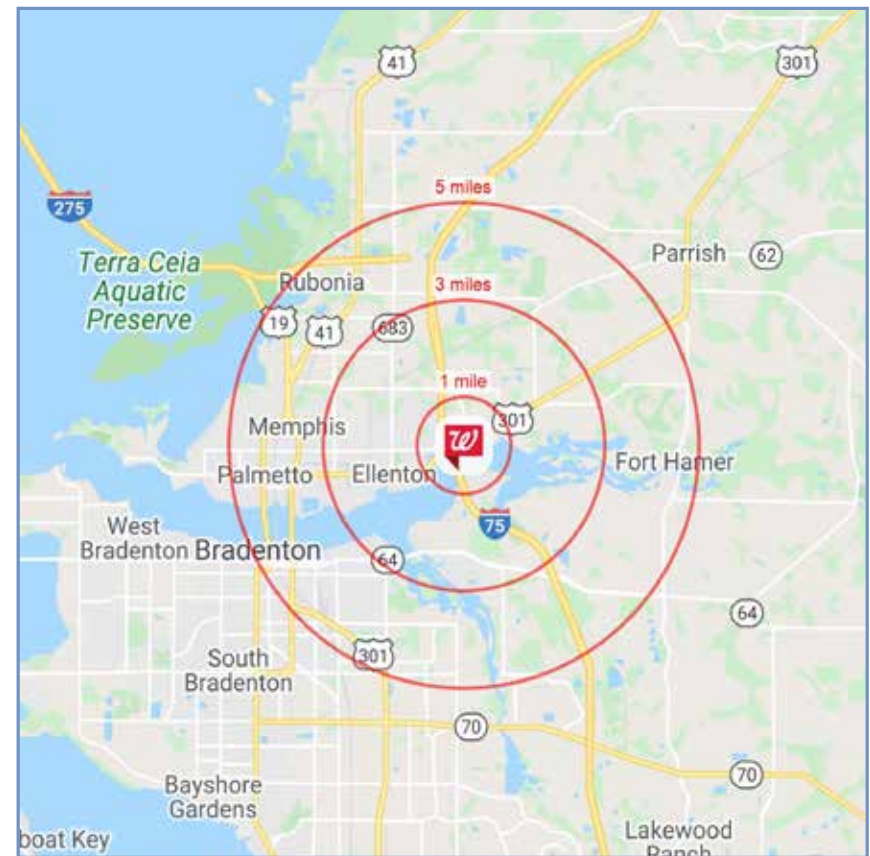 41
301
275
5 miles
Terra Ceia
Aquatic
Preserve
Parrish
62
Rubonia
3 miles
19
41
683
1 mile
301
Memphis
W
Palmetto
Ellenton
Fort Hamer
75
West
Bradenton
Bradenton
64
64
301
South
Bradenton
70
70
Bayshore
Gardens
boat Key
Lakewood
Ranch